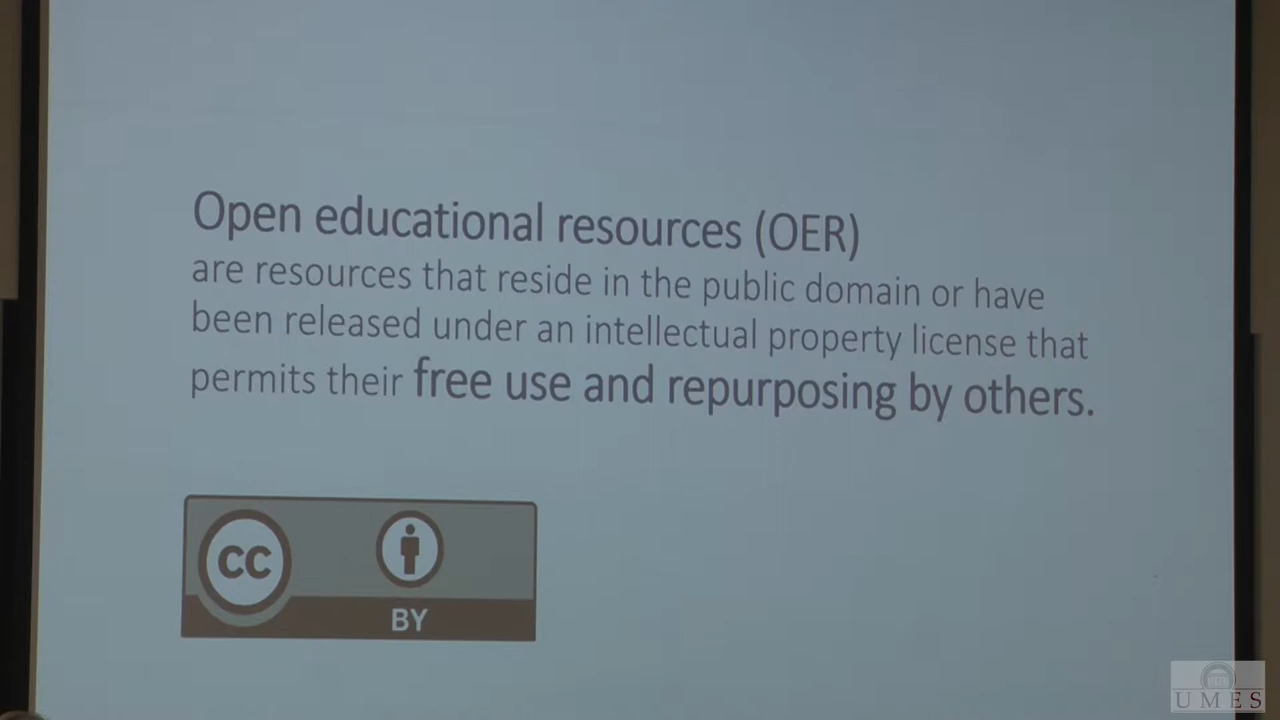 Open educational resources (OER)
are resources that reside in the public domain or have
been released under an intellectual property license that
permits their free use and repurposing by others.
CC
BY
UMES